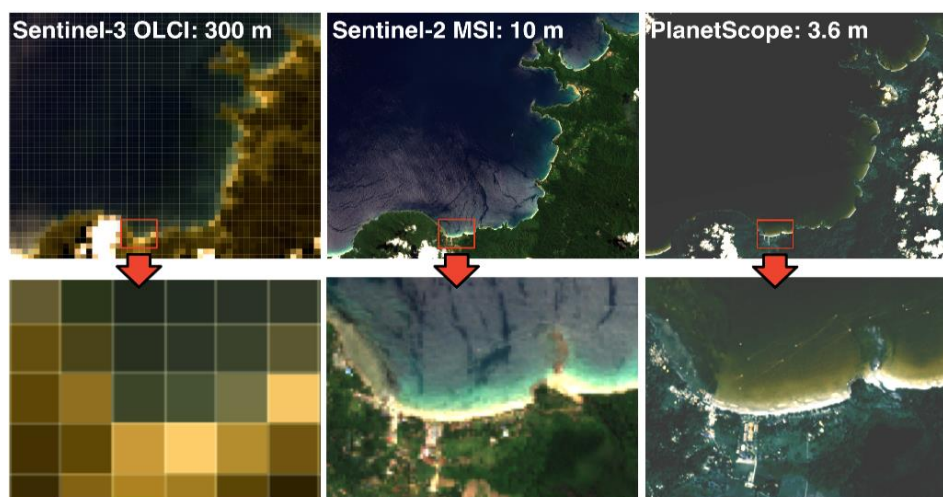 Sentinel-3 OLCI: 300 m
Sentinel-2 MSI: 10 m
PlanetScope: 3.6 m